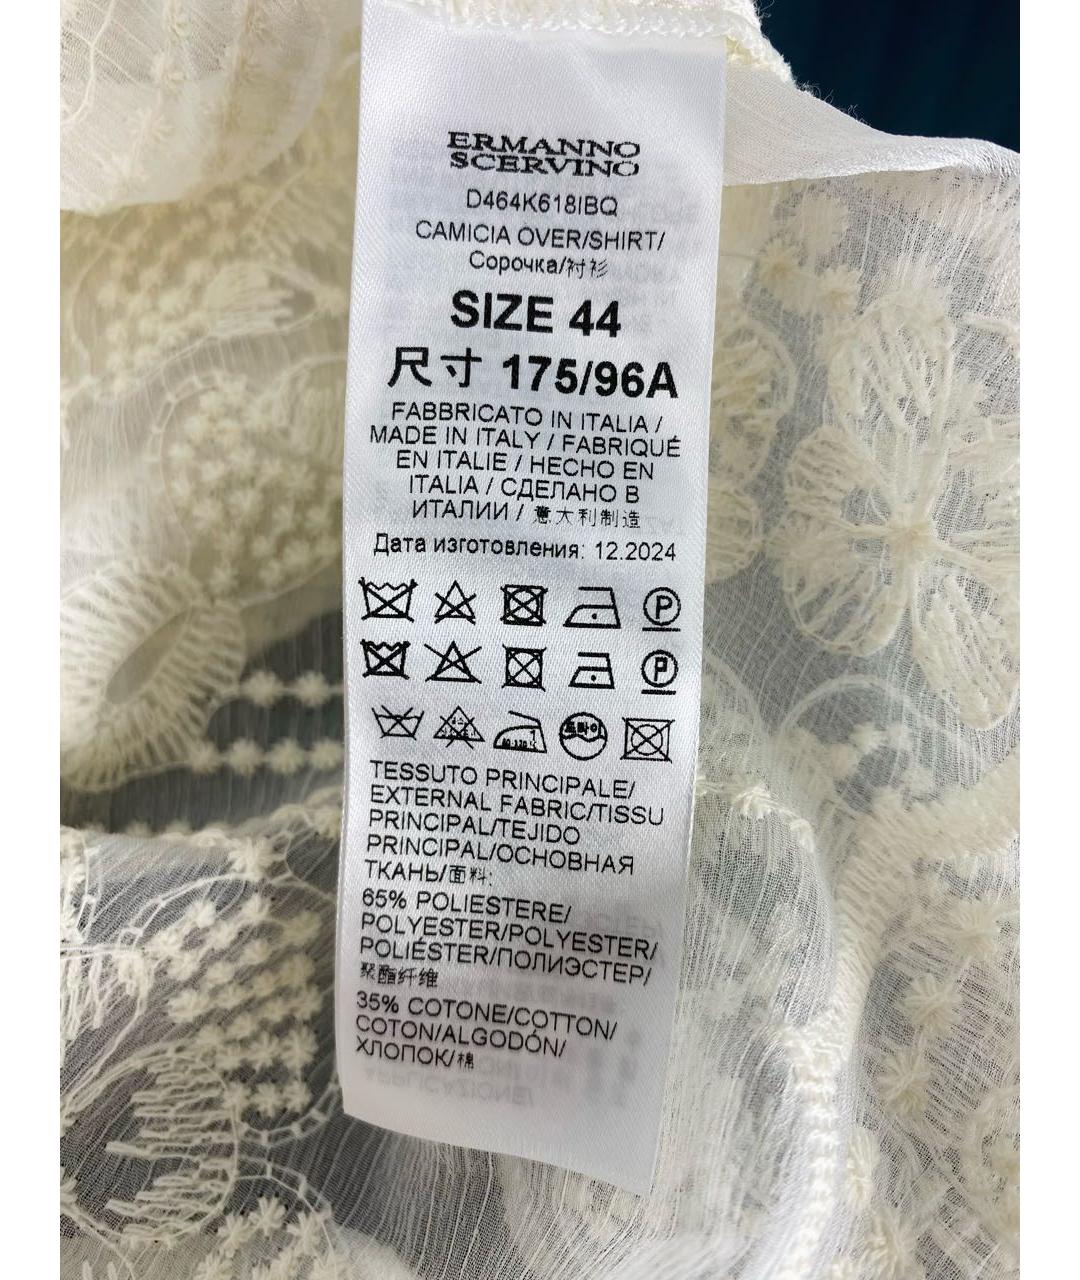 ERMANNO
SCERVINO
D464K618IBQ
CAMICIA OVER/SHIRT/
Сорочка/衬衫
SIZE 44
尺寸 175/96A
FABBRICATO IN ITALIA /
MADE IN ITALY / FABRIQUÉ
EN ITALIE / HECHO EN
ITALIA / СДЕЛАНО В
ИТАЛИИ / 意大利制造
Дата изготовления: 12.2024
P
P
드라이
TESSUTO PRINCIPALE/
EXTERNAL FABRIC/TISSU
PRINCIPAL/TEJIDO
PRINCIPAL/ОСНОВНАЯ
ТКАНЬ/面料:
65% POLIESTERE/
POLYESTER/POLYESTER/
POLIÉSTER/ПОЛИЭСТЕР/
聚酯纤维
35% COTONE/COTTON/
COTON/ALGODÓN/
ХЛОПОК/棉